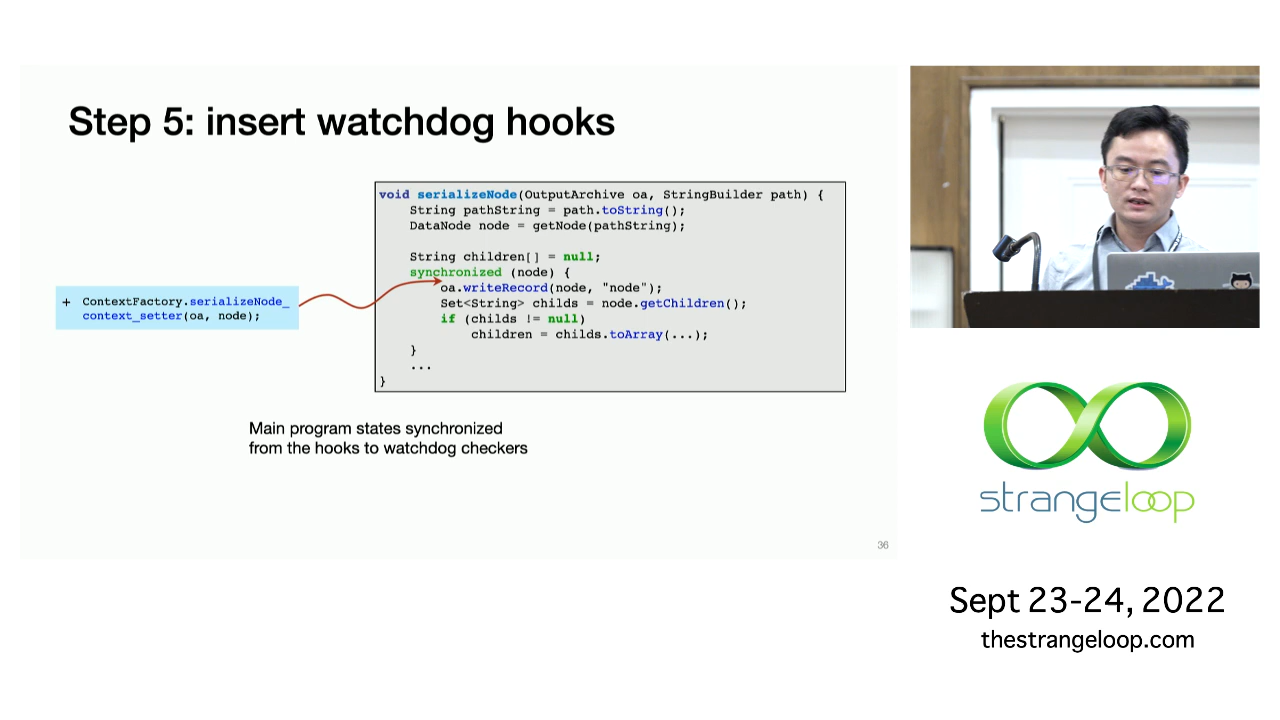 Step 5: insert watchdog hooks
void serializeNode(OutputArchive oa, StringBuilder path) {
    String pathString = path.toString();
    DataNode node = getNode(pathString);
    String children[] = null;
    synchronized (node) {
        oa.writeRecord(node, "node");
        Set<String> childs = node.getChildren();
        if (childs != null)
            children = childs.toArray(...);
    }
    ...
}
+ ContextFactory.serializeNode_
context_setter(oa, node);
Main program states synchronized
from the hooks to watchdog checkers
36
strangeloop
Sept 23-24, 2022
thestrangeloop.com